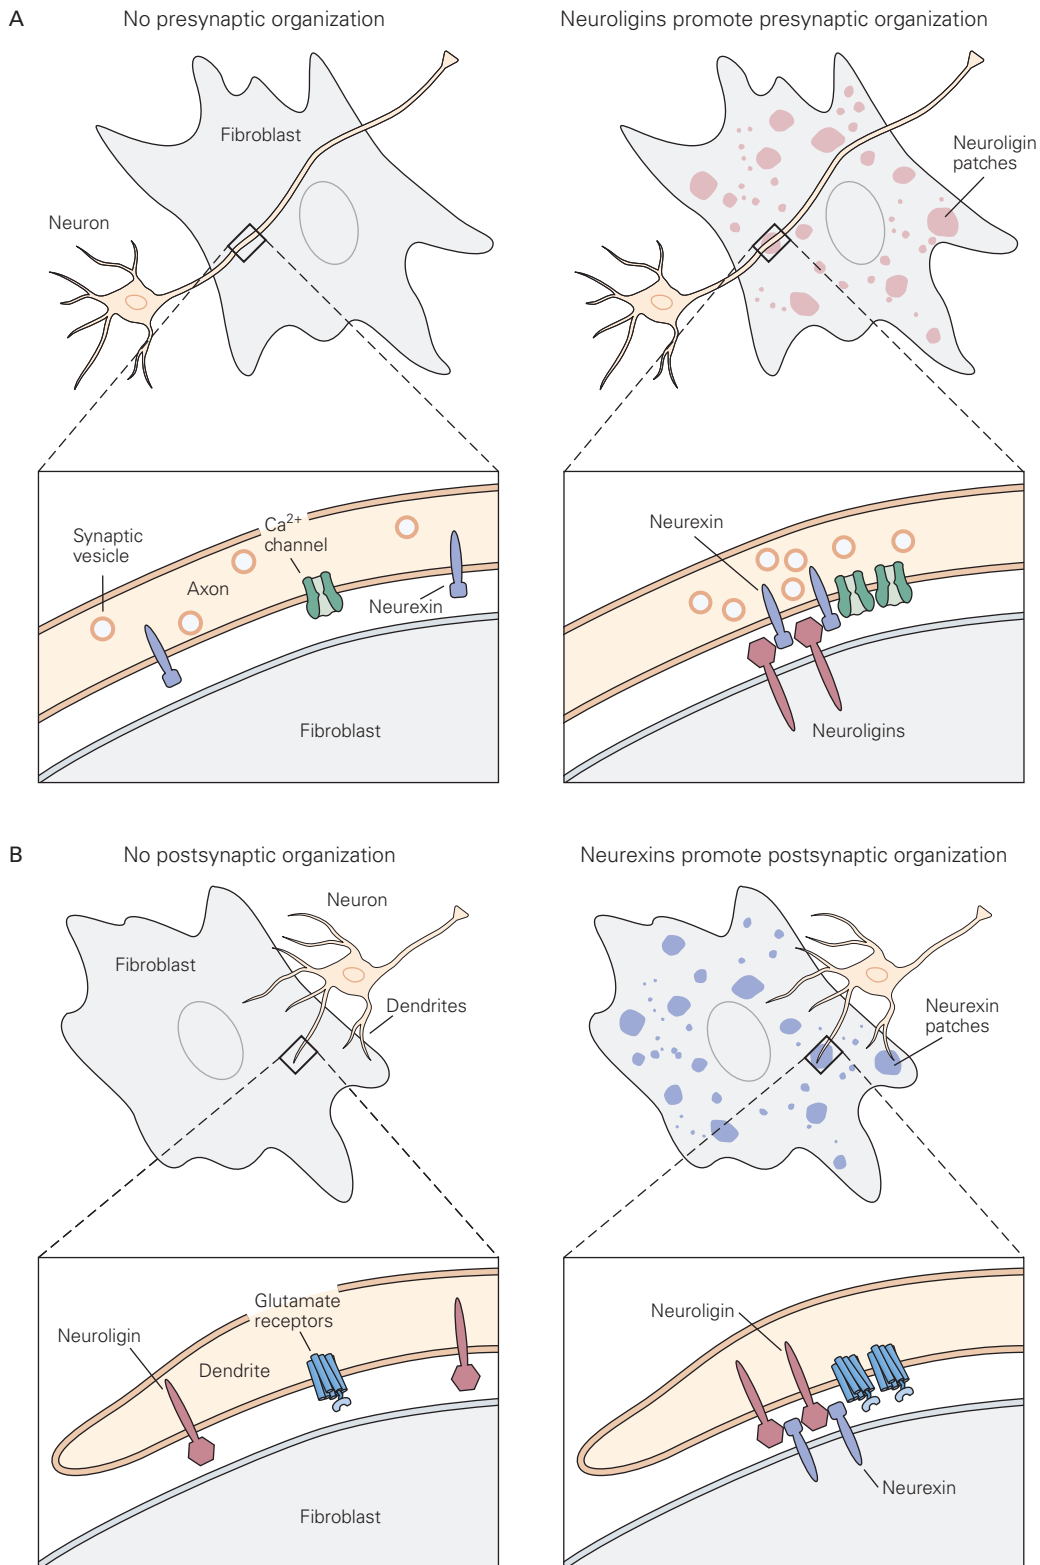 A
No presynaptic organization
Neuroligins promote presynaptic organization
Fibroblast
Neuron
Neuroligin
patches
Synaptic
vesicle
Ca2+
channel
Axon
Neurexin
Fibroblast
Neurexin
Neuroligins
B
No postsynaptic organization
Neurexins promote postsynaptic organization
Neuron
Fibroblast
Dendrites
Neurexin
patches
Glutamate
receptors
Neuroligin
Dendrite
Fibroblast
Neuroligin
Neurexin